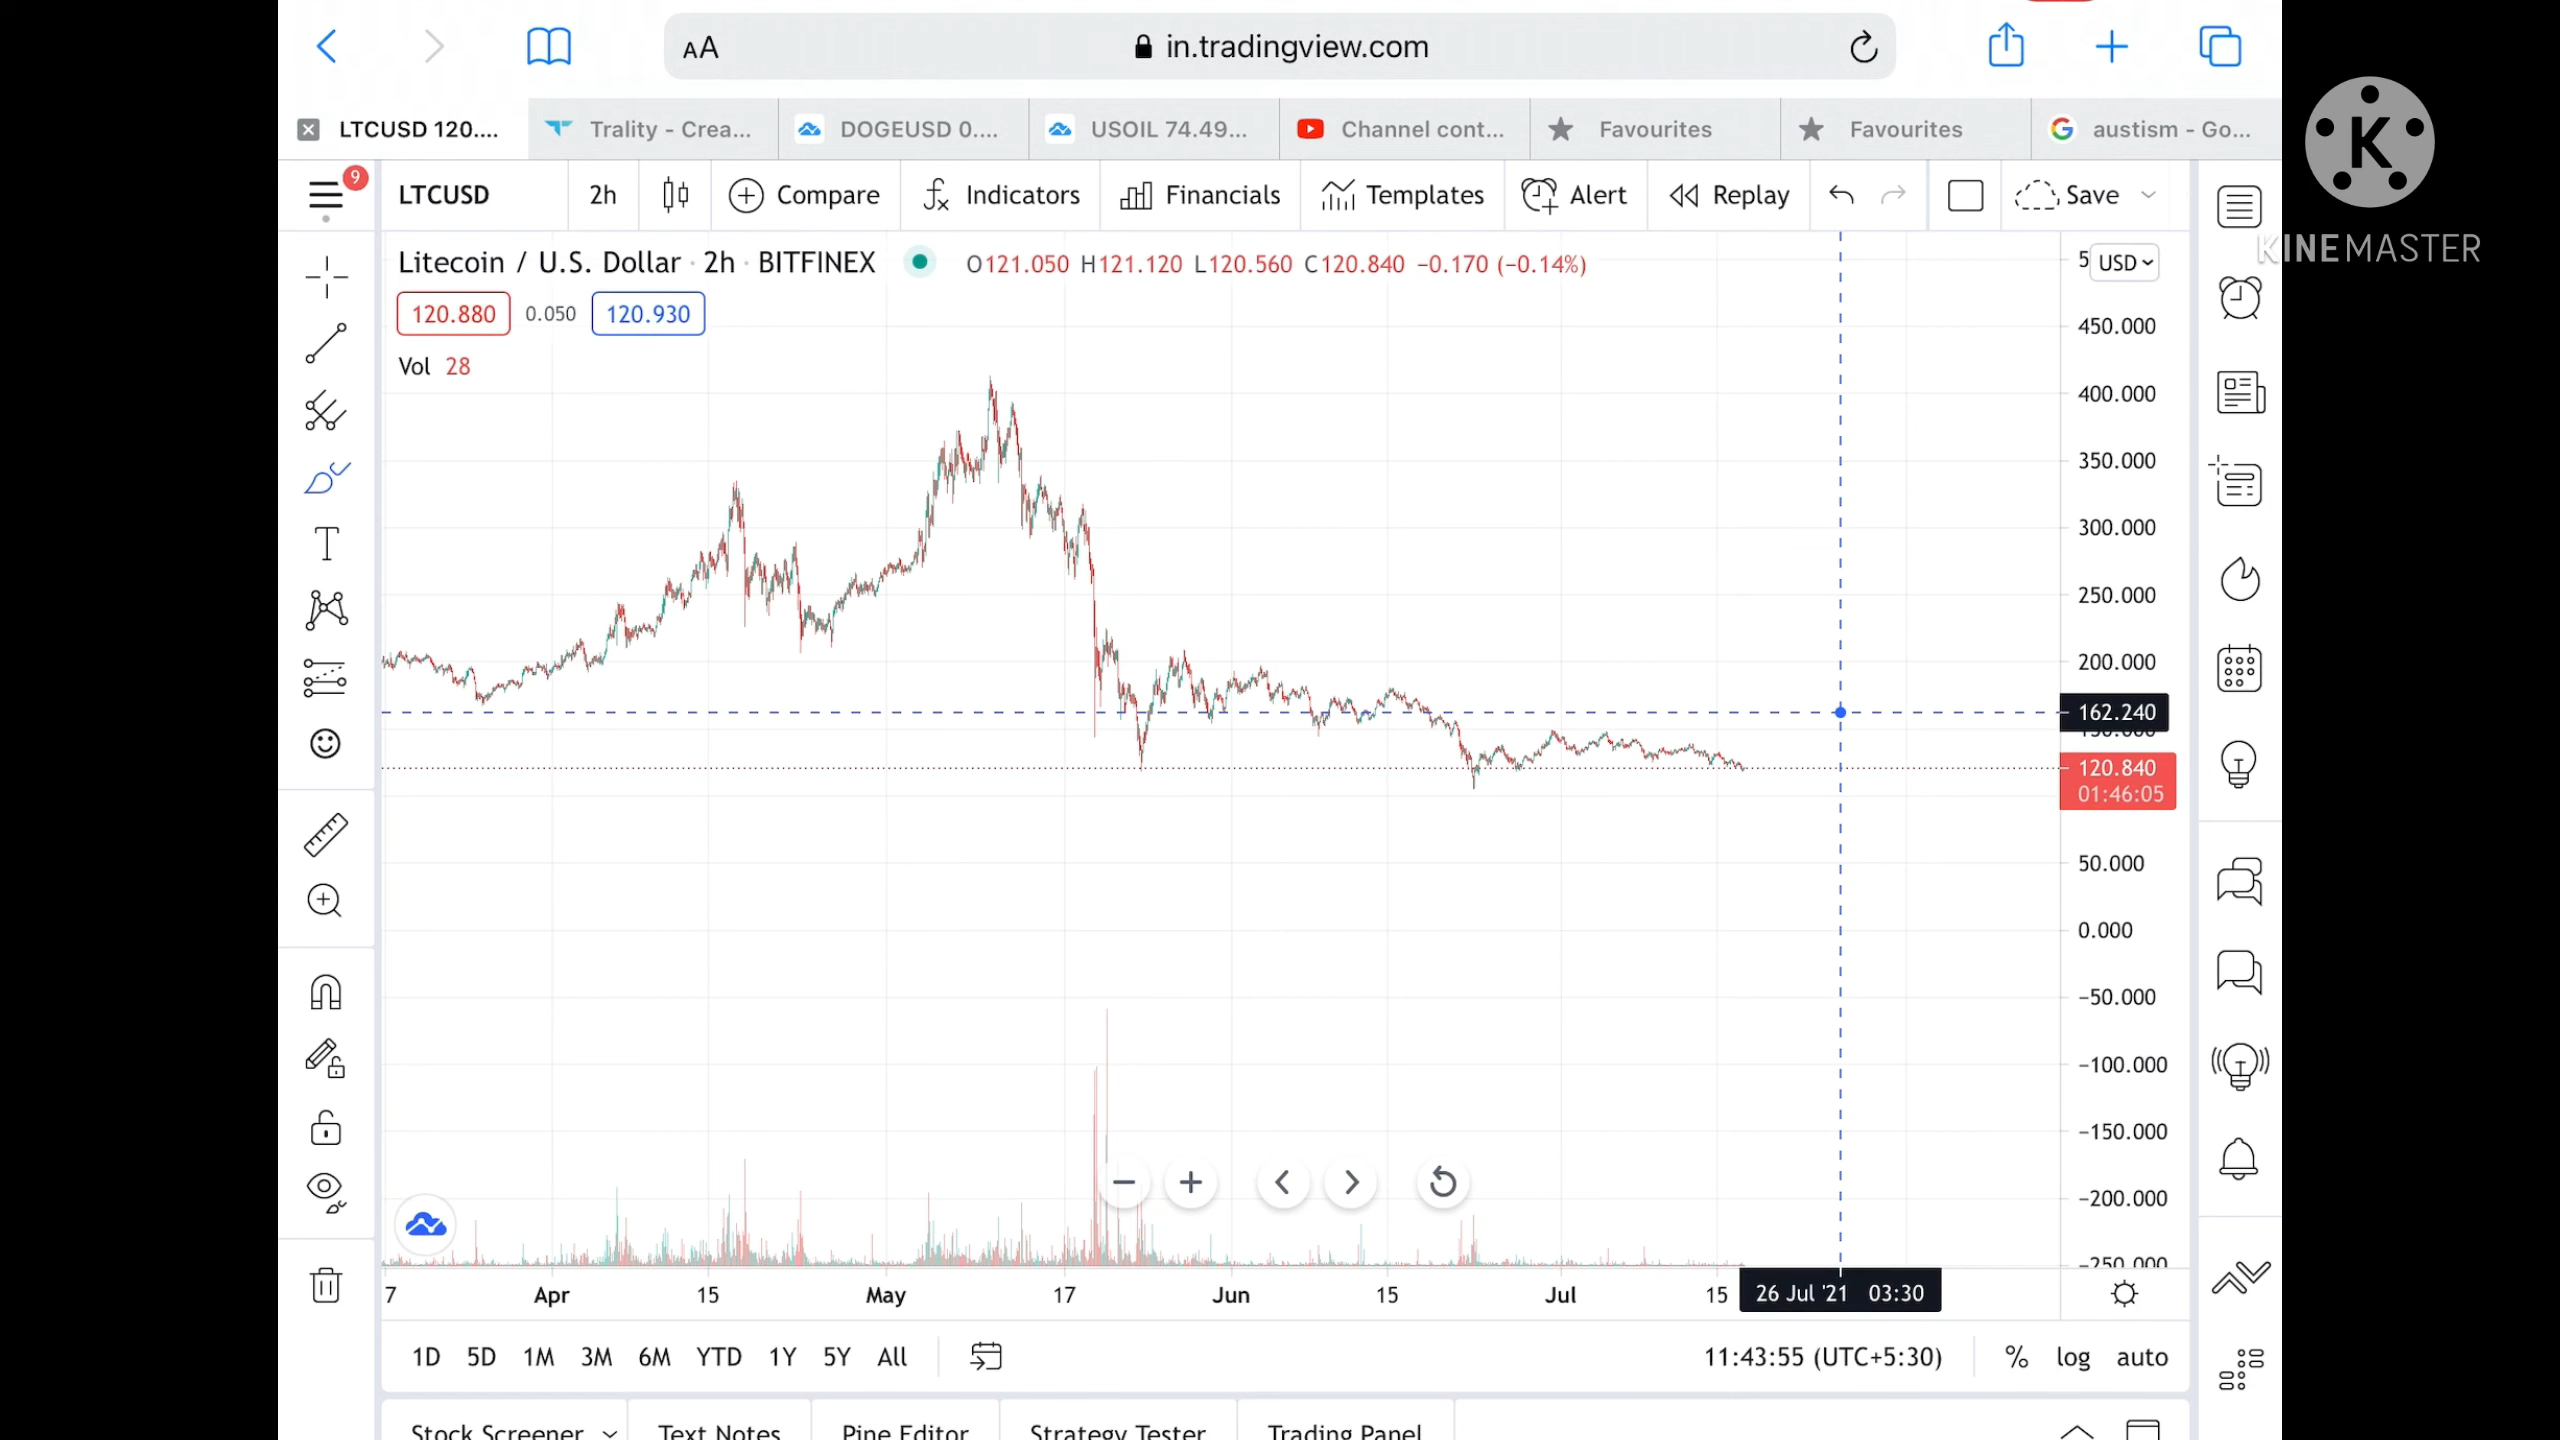 AA in.tradingview.com
LTCUSD 120.... Trality - Crea... DOGEUSD 0.... USOIL 74.49... Channel cont... Favourites Favourites austism - Go...
K
KINEMASTER
9
LTCUSD 2h Compare Indicators Financials Templates Alert Replay Save
Litecoin / U.S. Dollar · 2h · BITFINEX O121.050 H121.120 L120.560 C120.840 −0.170 (−0.14%)
USD
120.880 0.050 120.930
Vol 28
450.000
400.000
350.000
300.000
250.000
200.000
162.240
120.840
01:46:05
50.000
0.000
−50.000
−100.000
−150.000
−200.000
−250.000
7 Apr 15 May 17 Jun 15 Jul 15 26 Jul '21 03:30
1D 5D 1M 3M 6M YTD 1Y 5Y All 11:43:55 (UTC+5:30) % log auto
Stock Screener Text Notes Pine Editor Strategy Tester Trading Panel